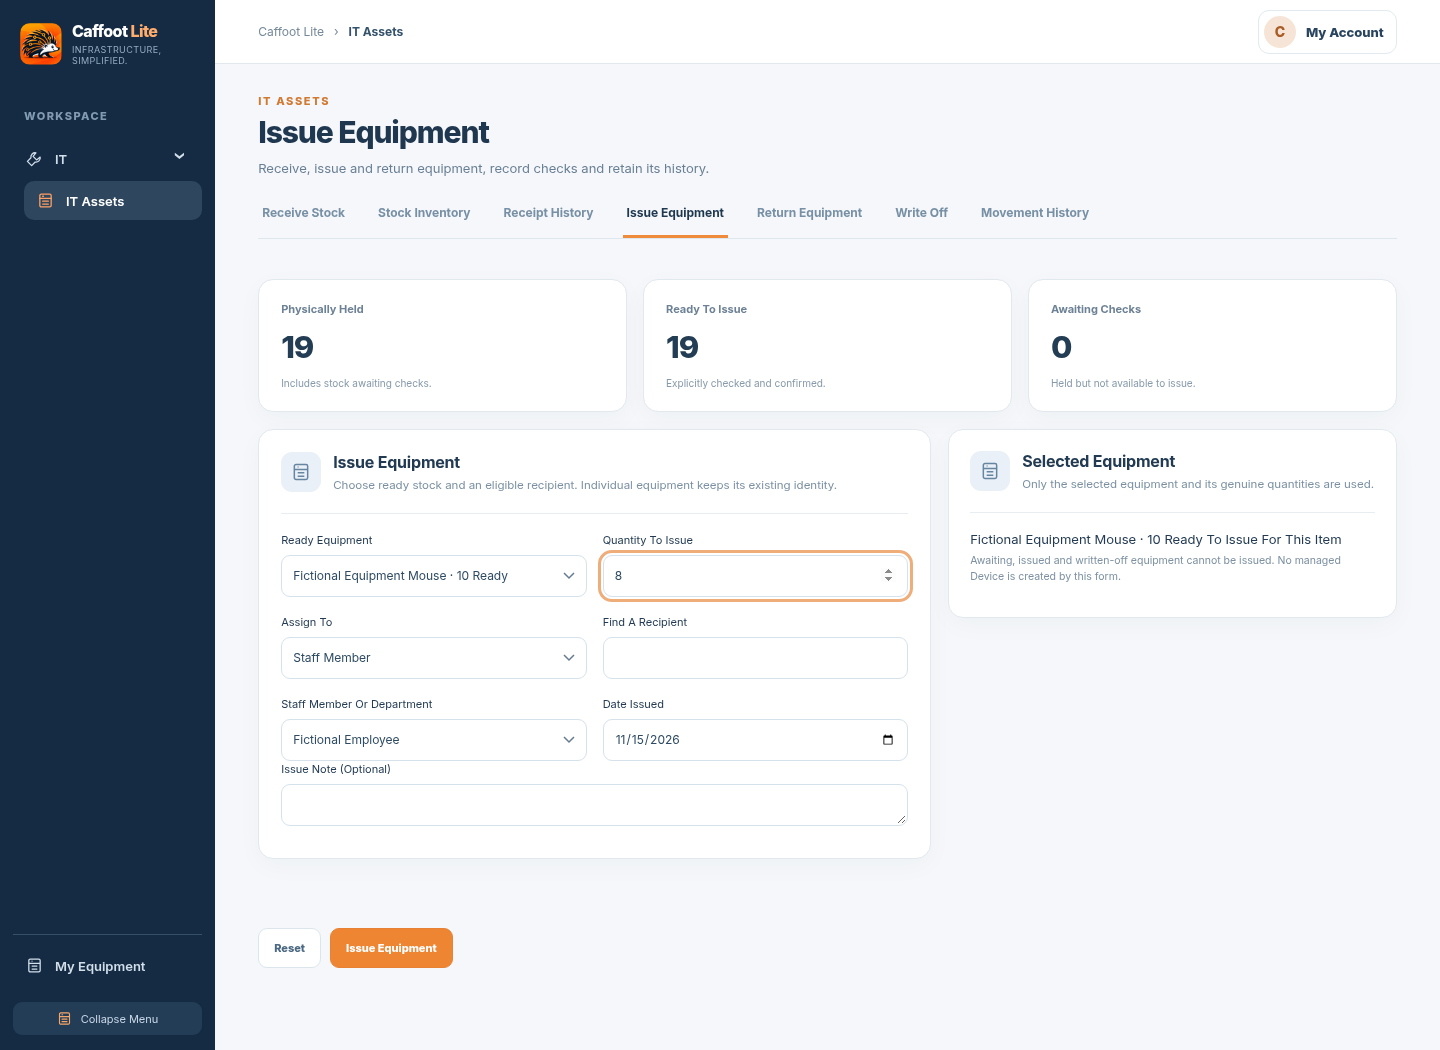 Caffoot Lite
INFRASTRUCTURE,
SIMPLIFIED.
WORKSPACE
IT
IT Assets
My Equipment
Collapse Menu
Caffoot Lite › IT Assets
C My Account
IT ASSETS
Issue Equipment
Receive, issue and return equipment, record checks and retain its history.
Receive Stock Stock Inventory Receipt History Issue Equipment Return Equipment Write Off Movement History
Physically Held
19
Includes stock awaiting checks.
Ready To Issue
19
Explicitly checked and confirmed.
Awaiting Checks
0
Held but not available to issue.
Issue Equipment
Choose ready stock and an eligible recipient. Individual equipment keeps its existing identity.
Ready Equipment
Fictional Equipment Mouse · 10 Ready
Quantity To Issue
8
Assign To
Staff Member
Find A Recipient
Staff Member Or Department
Fictional Employee
Date Issued
11/15/2026
Issue Note (Optional)
Selected Equipment
Only the selected equipment and its genuine quantities are used.
Fictional Equipment Mouse · 10 Ready To Issue For This Item
Awaiting, issued and written-off equipment cannot be issued. No managed
Device is created by this form.
Reset
Issue Equipment